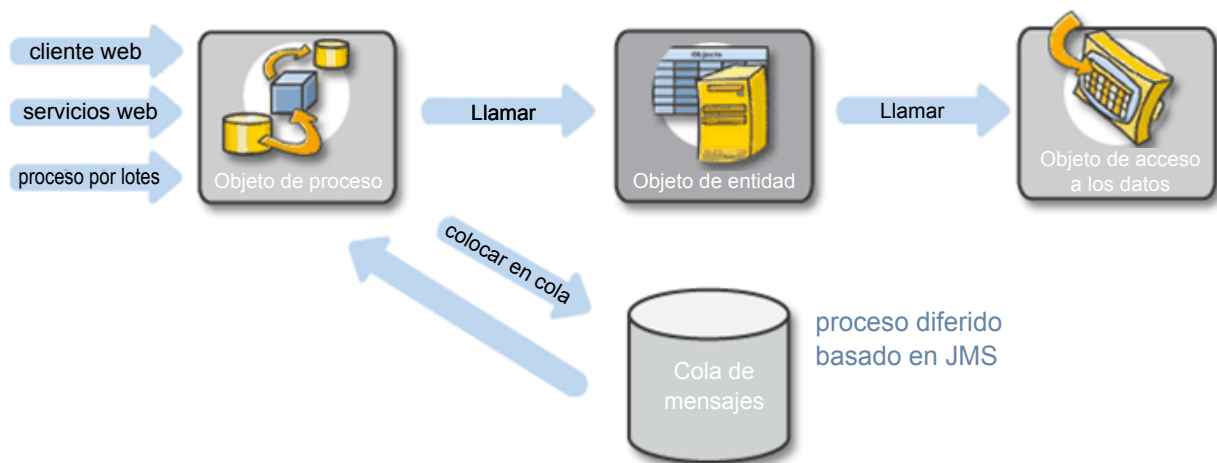 cliente web
servicios web
proceso por lotes
Objeto de proceso
Llamar
Objects
Objeto de entidad
Llamar
Objeto de acceso
a los datos
colocar en cola
Cola de
mensajes
proceso diferido
basado en JMS